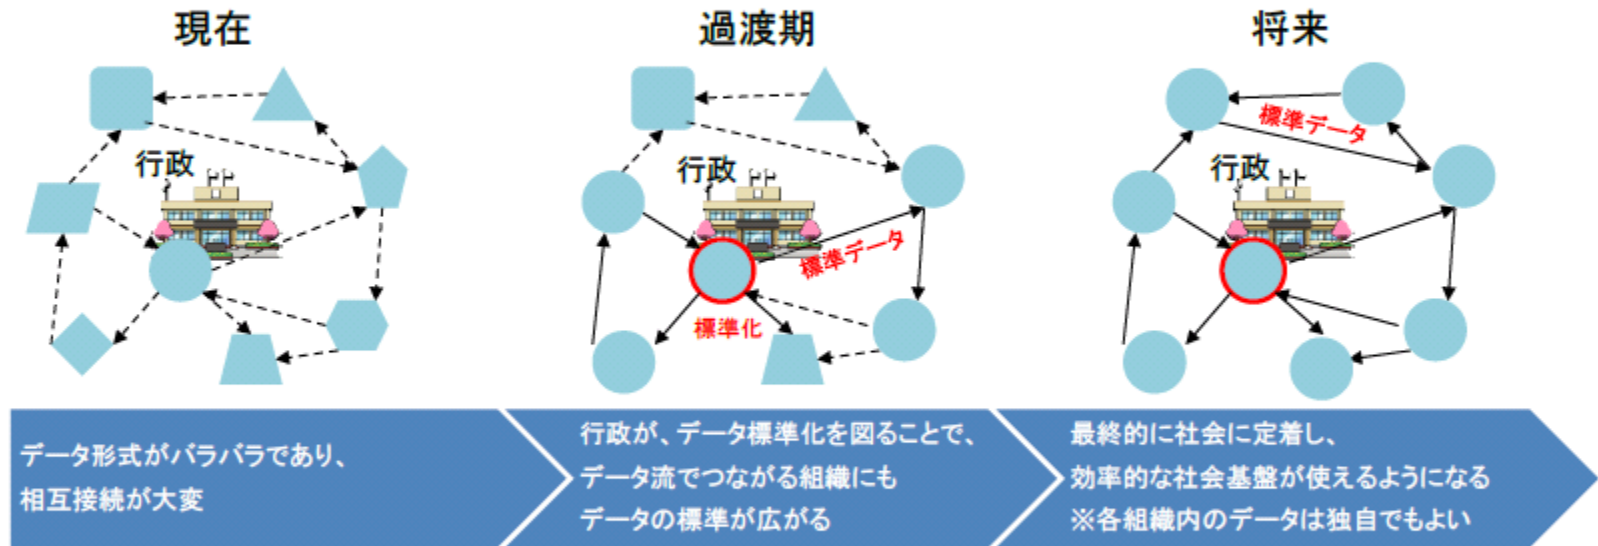 現在
過渡期
将来
行政
行政
標準データ
標準化
標準データ
行政
データ形式がバラバラであり、
相互接続が大変
行政が、データ標準化を図ることで、
データ流でつながる組織にも
データの標準が広がる
最終的に社会に定着し、
効率的な社会基盤が使えるようになる
※各組織内のデータは独自でもよい